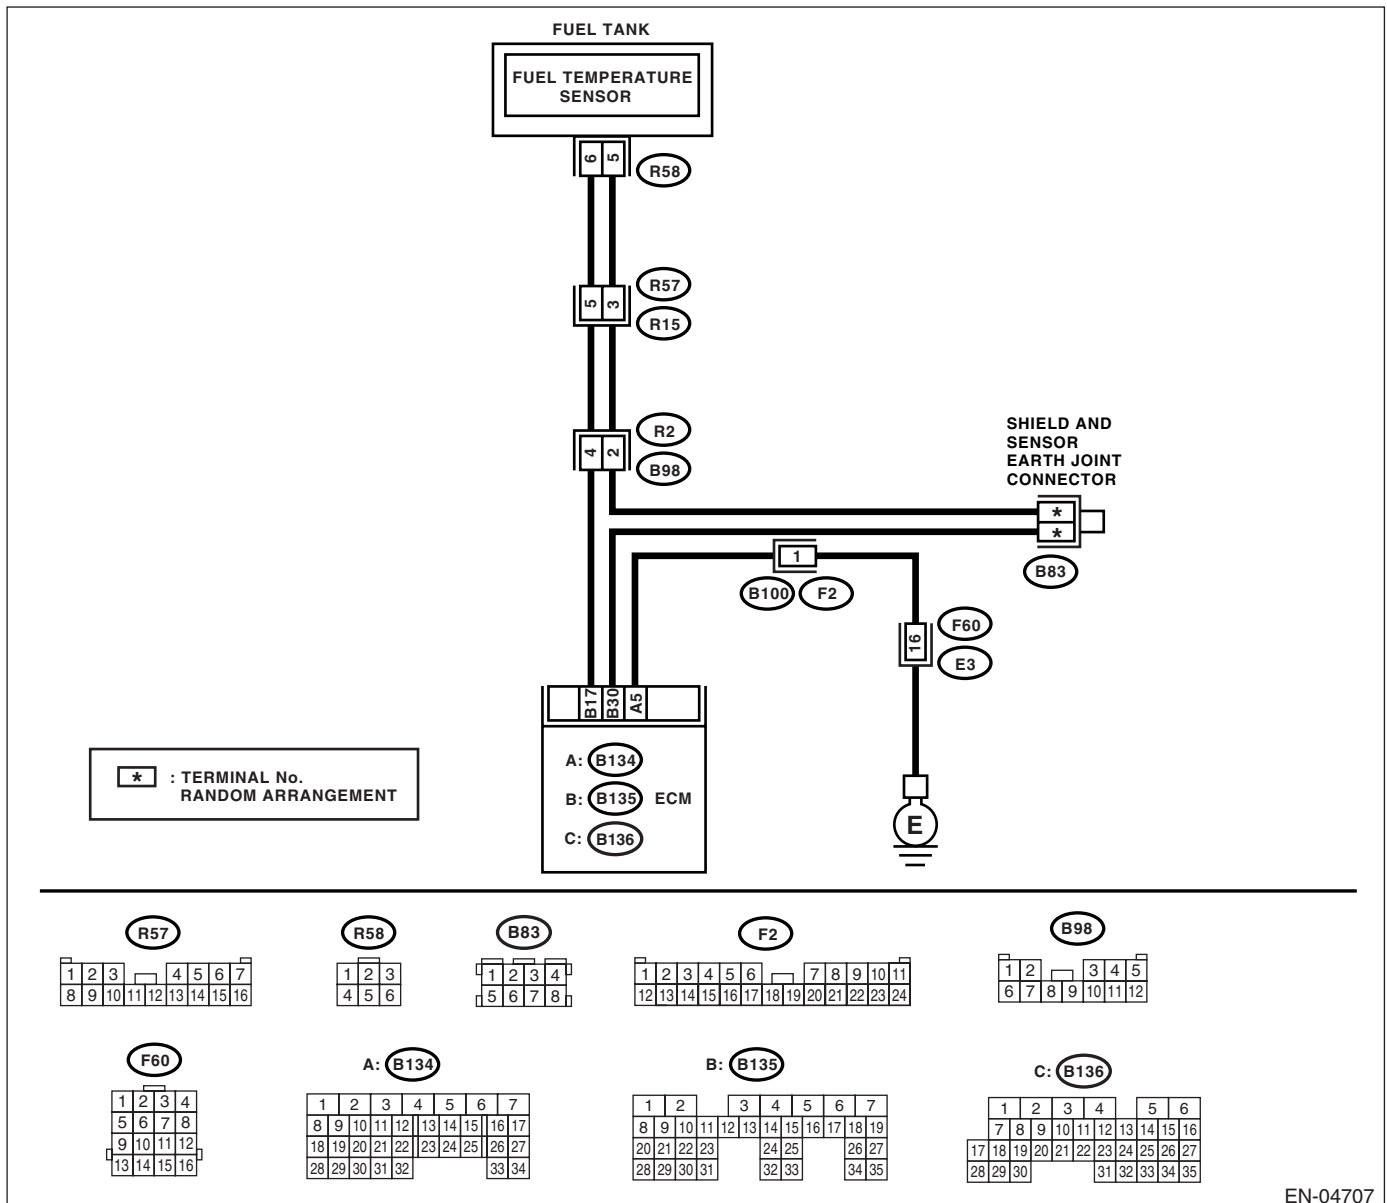 FUEL TANK
FUEL TEMPERATURE
SENSOR
6 5
R58
5 3
R57
R15
4 2
R2
B98
SHIELD AND
SENSOR
EARTH JOINT
CONNECTOR
*
*
B83
1
B100 F2
16
F60
E3
B17 B30 A5
A: B134
B: B135 ECM
C: B136
E
* : TERMINAL No.
RANDOM ARRANGEMENT
R57
1 2 3 4 5 6 7
8 9 10 11 12 13 14 15 16
R58
1 2 3
4 5 6
B83
1 2 3 4
5 6 7 8
F2
1 2 3 4 5 6 7 8 9 10 11
12 13 14 15 16 17 18 19 20 21 22 23 24
B98
1 2 3 4 5
6 7 8 9 10 11 12
F60
1 2 3 4
5 6 7 8
9 10 11 12
13 14 15 16
A: B134
1 2 3 4 5 6 7
8 9 10 11 12 13 14 15 16 17
18 19 20 21 22 23 24 25 26 27
28 29 30 31 32 33 34
B: B135
1 2 3 4 5 6 7
8 9 10 11 12 13 14 15 16 17 18 19
20 21 22 23 24 25 26 27
28 29 30 31 32 33 34 35
C: B136
1 2 3 4 5 6
7 8 9 10 11 12 13 14 15 16
17 18 19 20 21 22 23 24 25 26 27
28 29 30 31 32 33 34 35
EN-04707